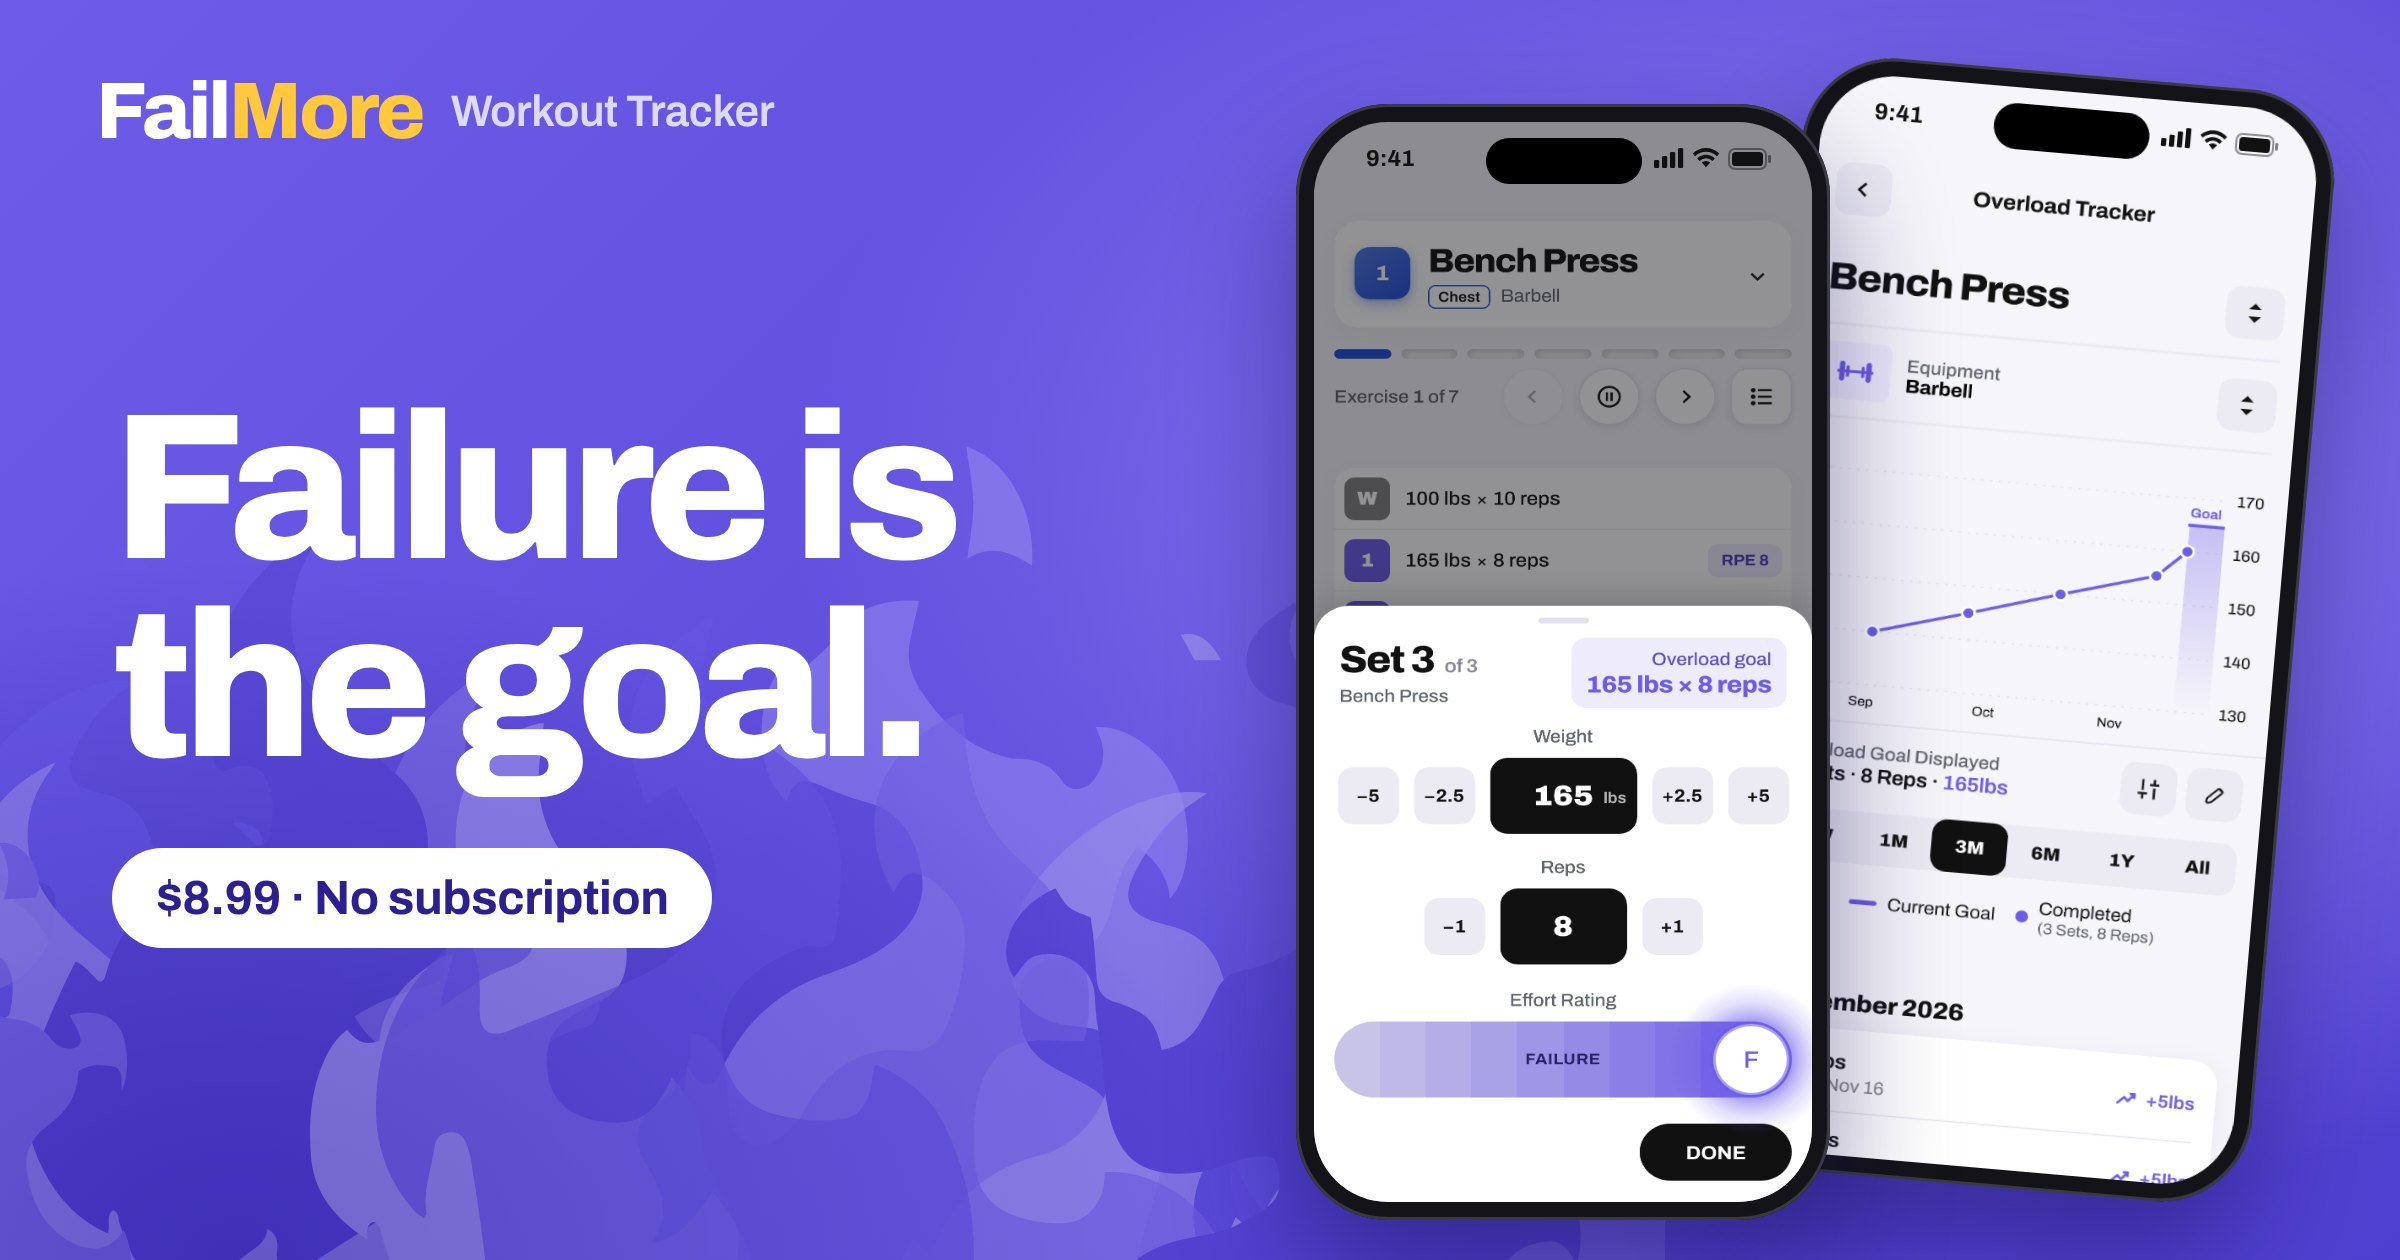 FailMore Workout Tracker
Failure is
the goal.
$8.99 · No subscription
9:41
1
Bench Press
Chest Barbell
Exercise 1 of 7
W 100 lbs × 10 reps
1 165 lbs × 8 reps RPE 8
Set 3 of 3
Bench Press
Overload goal
165 lbs × 8 reps
Weight
−5 −2.5 165 lbs +2.5 +5
Reps
−1 8 +1
Effort Rating
FAILURE F
DONE
9:41
Overload Tracker
Bench Press
Equipment
Barbell
Goal
170
160
150
140
130
Sep Oct Nov
load Goal Displayed
ts · 8 Reps · 165lbs
1M 3M 6M 1Y All
Current Goal
Completed
(3 Sets, 8 Reps)
ember 2026
os
Nov 16
+5lbs
s
+5lbs